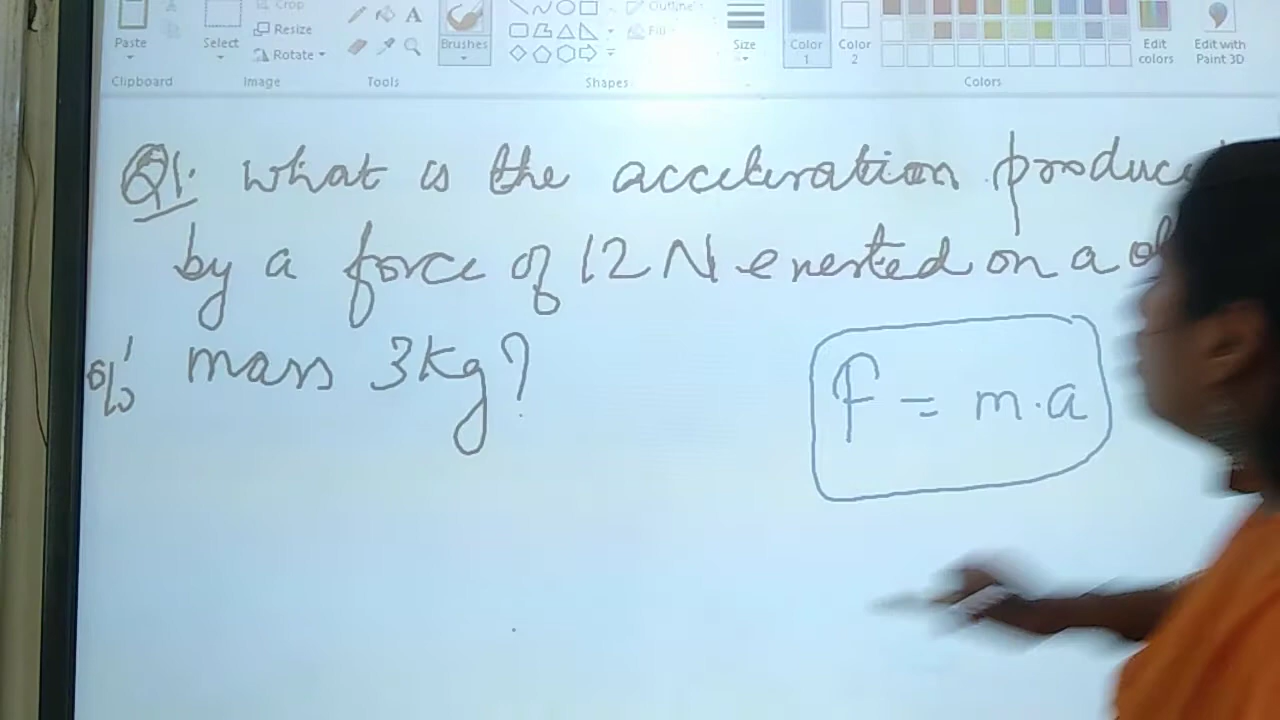 Crop
Resize
Rotate
Paste
Select
Brushes
Outline
Fill
Size
Color 1
Color 2
Edit colors
Edit with Paint 3D
Clipboard
Image
Tools
Shapes
Colors
Q1. What is the acceleration produc
by a force of 12 N exerted on a
of mass 3kg?
F = m.a